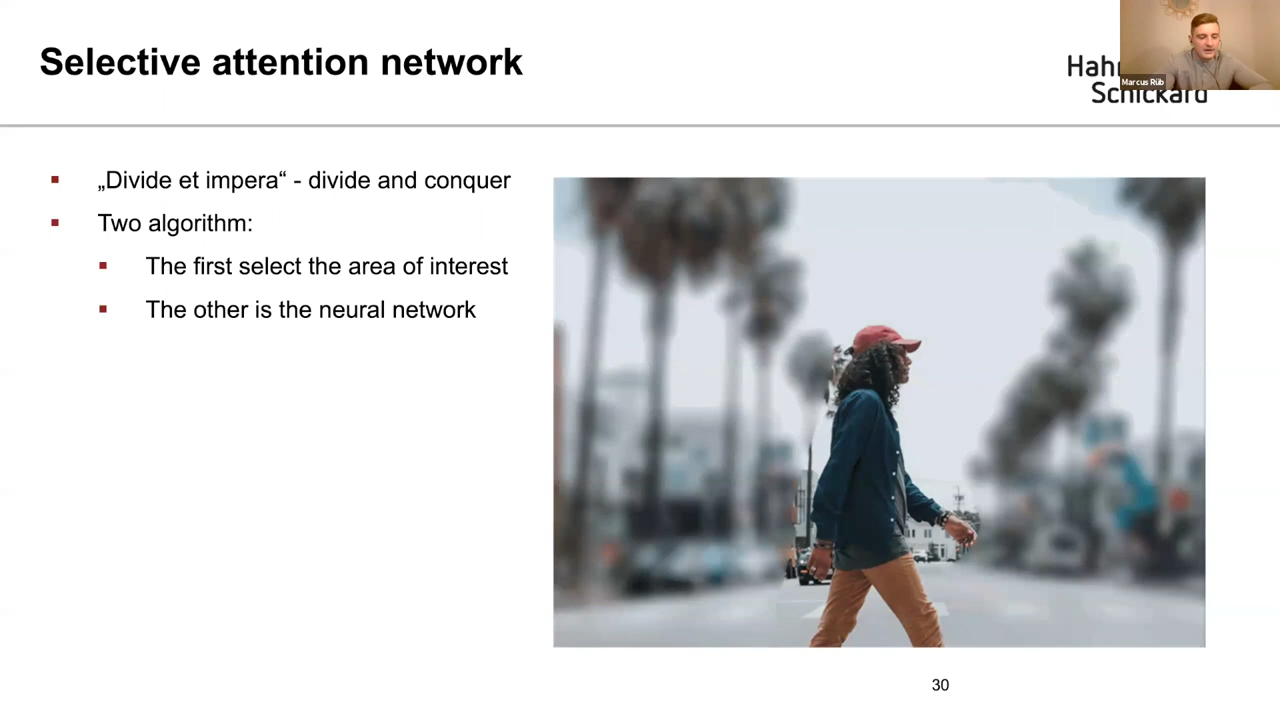 Selective attention network
Hahn
Schickard
Marcus Rüb
„Divide et impera“ - divide and conquer
Two algorithm:
The first select the area of interest
The other is the neural network
30